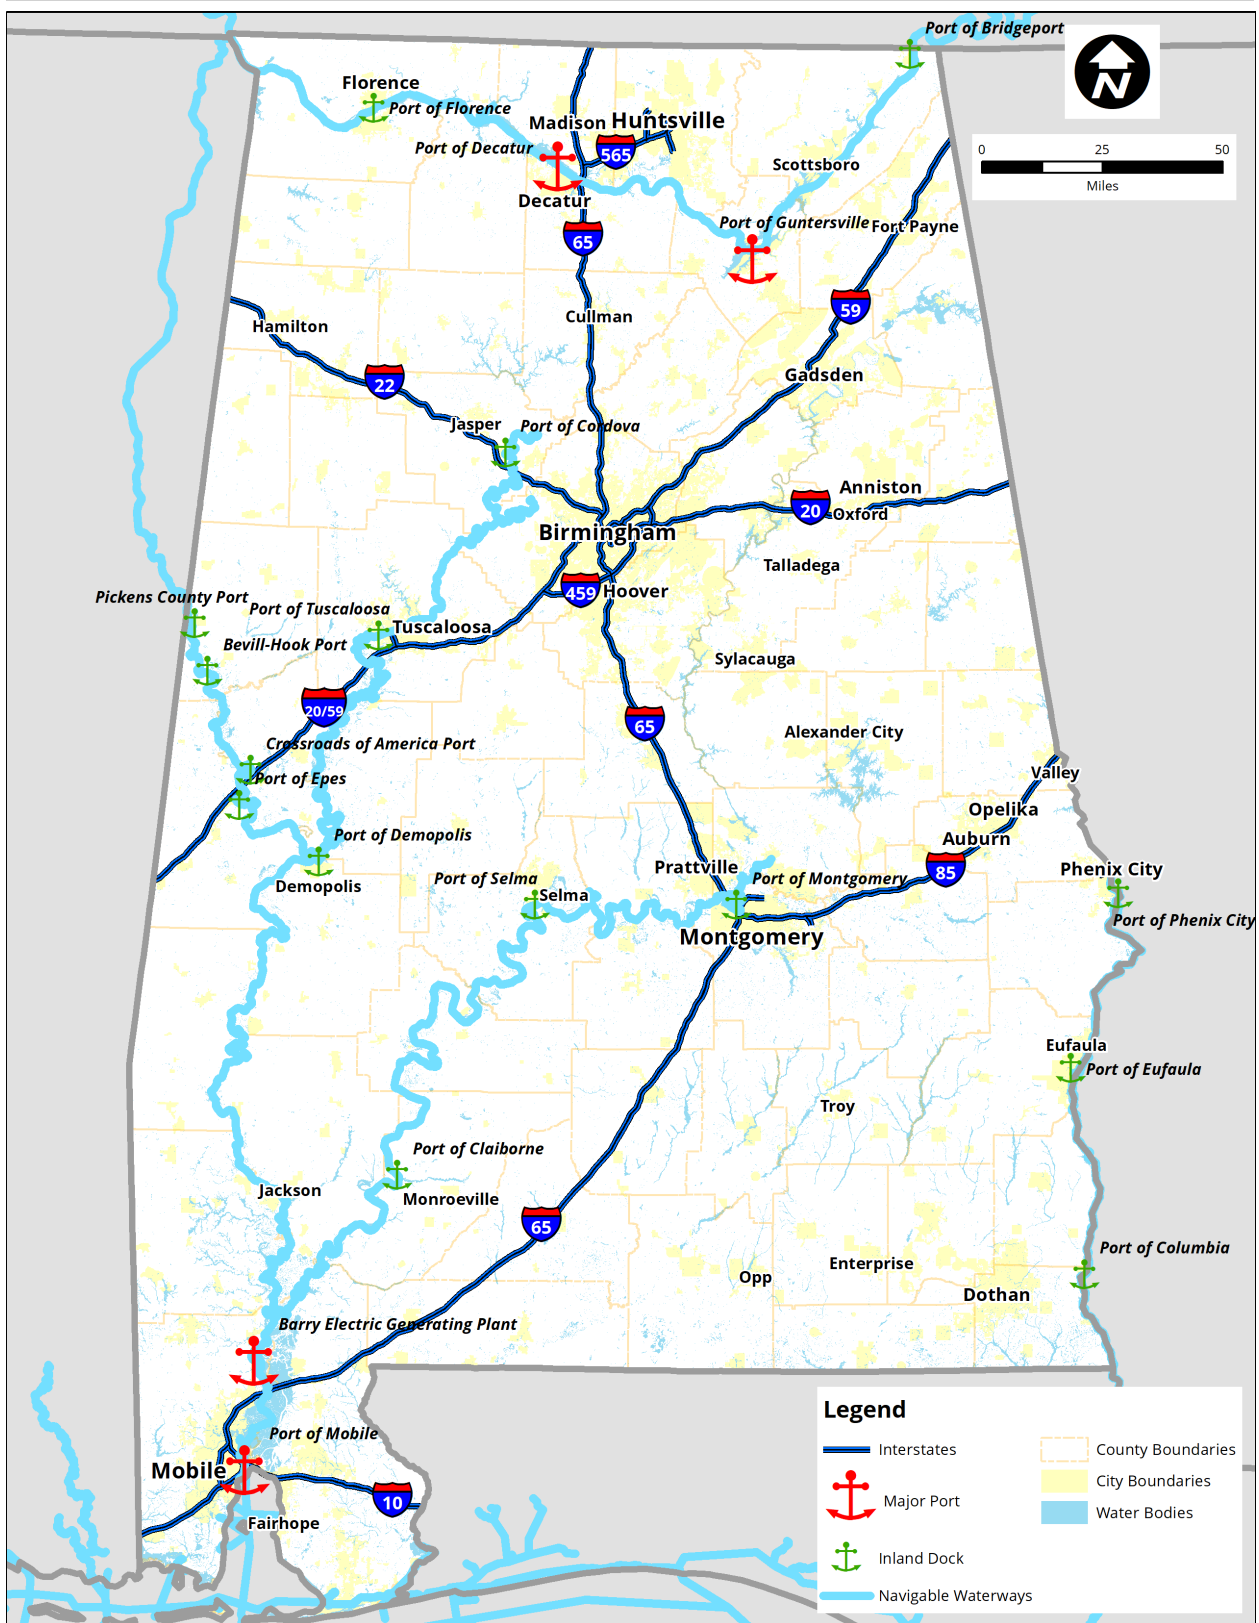 Port of Bridgeport
N
Florence
Port of Florence
Madison
Huntsville
Port of Decatur
565
Scottsboro
0 25 50
Miles
Decatur
Port of Guntersville
Fort Payne
65
59
Cullman
Hamilton
22
Gadsden
Jasper
Port of Cordova
Anniston
20
Oxford
Birmingham
Talladega
459
Hoover
Pickens County Port
Port of Tuscaloosa
Tuscaloosa
Bevill-Hook Port
Sylacauga
20/59
65
Alexander City
Crossroads of America Port
Port of Epes
Valley
Opelika
Port of Demopolis
Auburn
Prattville
85
Phenix City
Port of Selma
Port of Montgomery
Demopolis
Selma
Port of Phenix City
Montgomery
Eufaula
Port of Eufaula
Troy
Port of Claiborne
Jackson
Monroeville
65
Port of Columbia
Enterprise
Opp
Dothan
Barry Electric Generating Plant
Port of Mobile
Mobile
10
Fairhope
Legend
Interstates
Major Port
Inland Dock
Navigable Waterways
County Boundaries
City Boundaries
Water Bodies